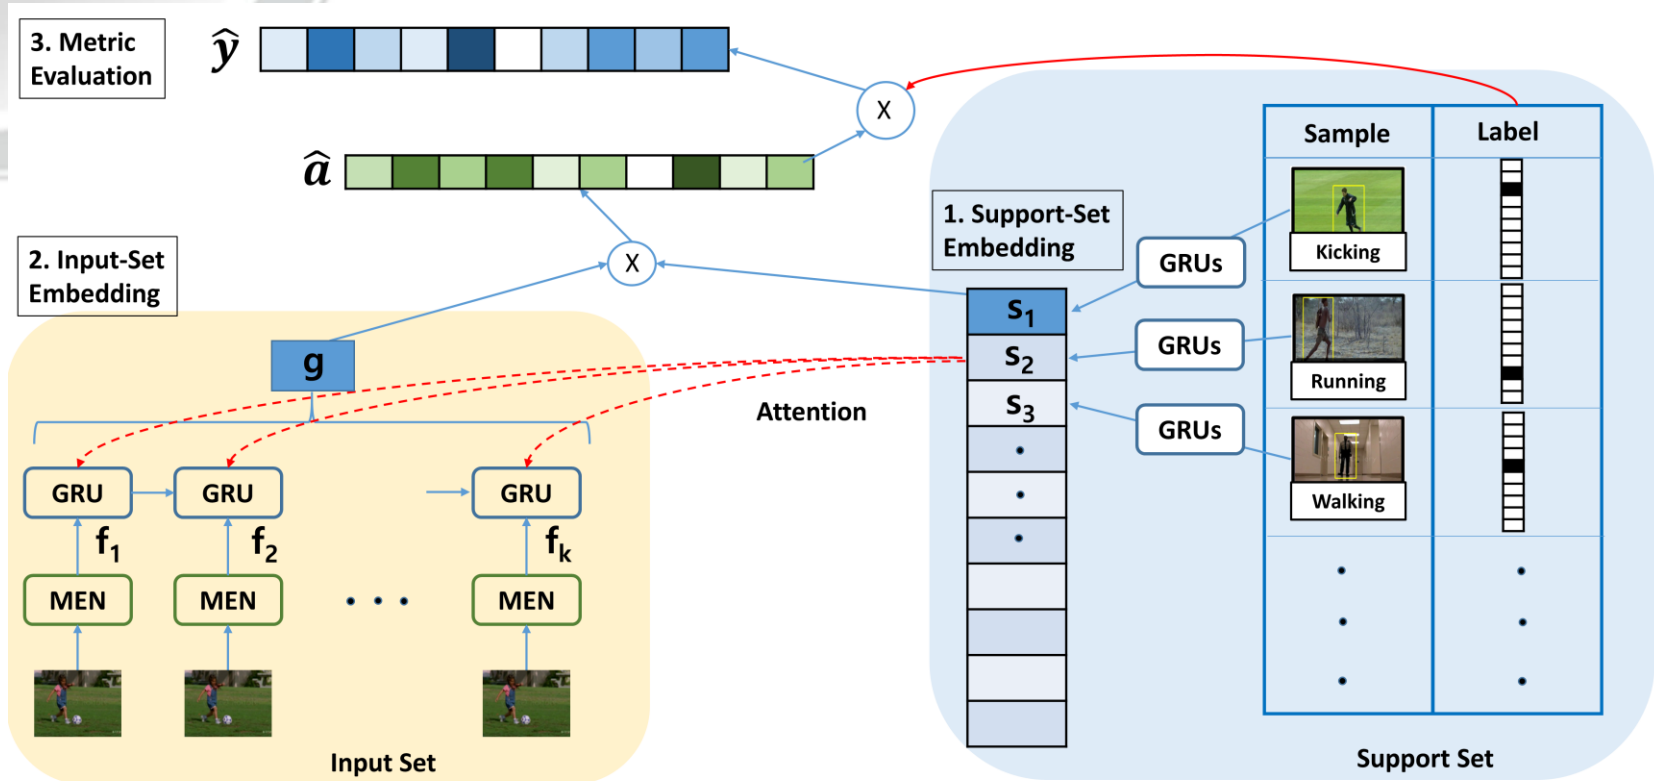 3. Metric
Evaluation
ŷ
X
â
Sample
Label
1. Support-Set
Embedding
2. Input-Set
Embedding
X
GRUs
Kicking
s1
g
s2
GRUs
Running
Attention
s3
GRUs
Walking
GRU
GRU
GRU
f1
f2
fk
MEN
MEN
MEN
Input Set
Support Set